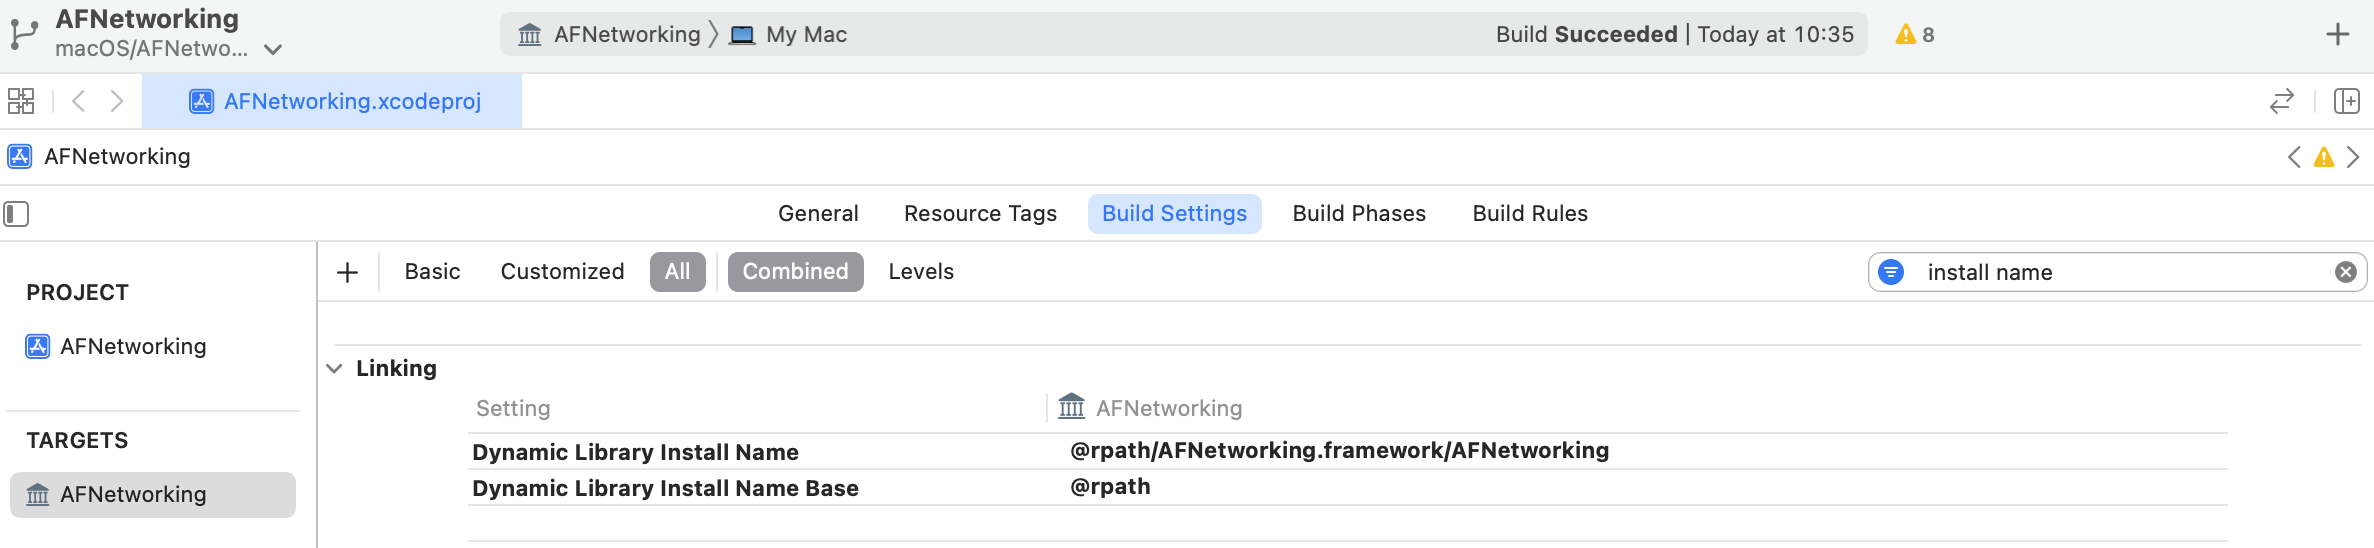 AFNetworking
macOS/AFNetwo...
AFNetworking
My Mac
Build Succeeded | Today at 10:35
8
AFNetworking.xcodeproj
AFNetworking
General
Resource Tags
Build Settings
Build Phases
Build Rules
PROJECT
AFNetworking
TARGETS
AFNetworking
Basic
Customized
All
Combined
Levels
install name
Linking
Setting
AFNetworking
Dynamic Library Install Name
@rpath/AFNetworking.framework/AFNetworking
Dynamic Library Install Name Base
@rpath